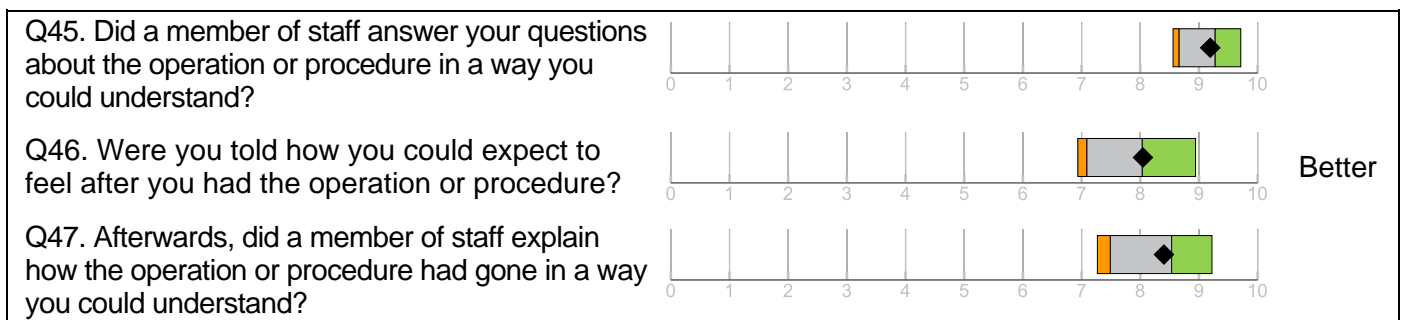 Q45. Did a member of staff answer your questions
about the operation or procedure in a way you
could understand?
0 1 2 3 4 5 6 7 8 9 10
Q46. Were you told how you could expect to
feel after you had the operation or procedure?
Better
0 1 2 3 4 5 6 7 8 9 10
Q47. Afterwards, did a member of staff explain
how the operation or procedure had gone in a way
you could understand?
0 1 2 3 4 5 6 7 8 9 10